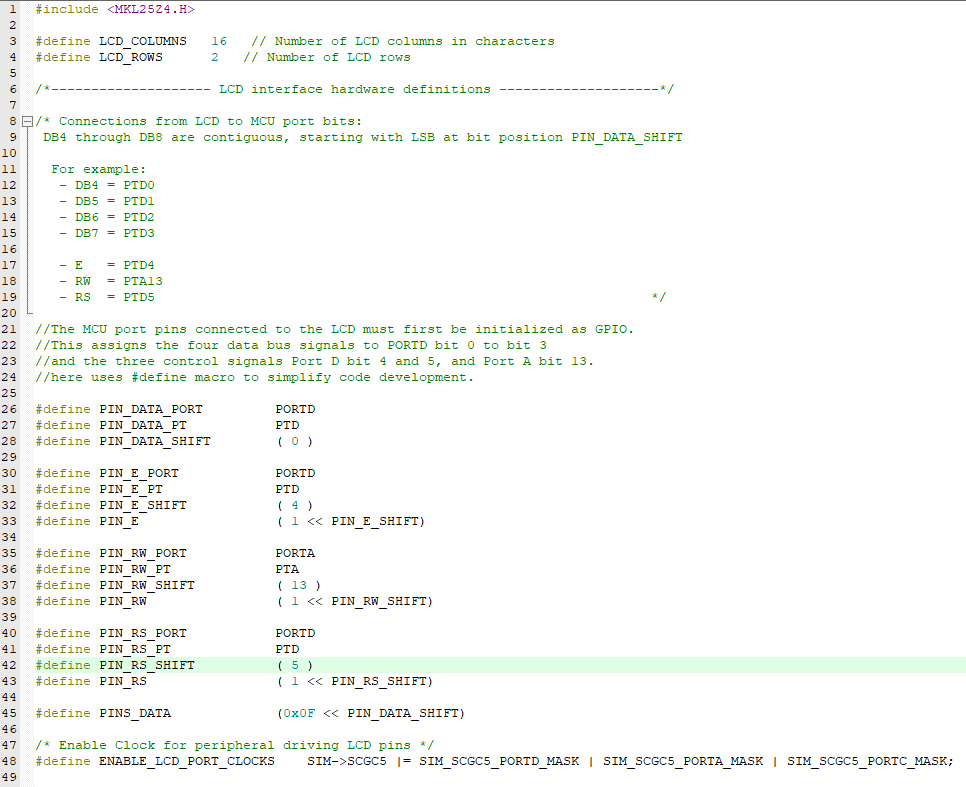 1 #include <MKL25Z4.H>
2
3 #define LCD_COLUMNS   16   // Number of LCD columns in characters
4 #define LCD_ROWS      2   // Number of LCD rows
5
6 /*-------------------- LCD interface hardware definitions --------------------*/
7
8 /* Connections from LCD to MCU port bits:
9  DB4 through DB8 are contiguous, starting with LSB at bit position PIN_DATA_SHIFT
10
11   For example:
12    - DB4 = PTD0
13    - DB5 = PTD1
14    - DB6 = PTD2
15    - DB7 = PTD3
16
17    - E   = PTD4
18    - RW  = PTA13
19    - RS  = PTD5                                                              */
20
21 //The MCU port pins connected to the LCD must first be initialized as GPIO.
22 //This assigns the four data bus signals to PORTD bit 0 to bit 3
23 //and the three control signals Port D bit 4 and 5, and Port A bit 13.
24 //here uses #define macro to simplify code development.
25
26 #define PIN_DATA_PORT         PORTD
27 #define PIN_DATA_PT           PTD
28 #define PIN_DATA_SHIFT        ( 0 )
29
30 #define PIN_E_PORT            PORTD
31 #define PIN_E_PT              PTD
32 #define PIN_E_SHIFT           ( 4 )
33 #define PIN_E                 ( 1 << PIN_E_SHIFT)
34
35 #define PIN_RW_PORT           PORTA
36 #define PIN_RW_PT             PTA
37 #define PIN_RW_SHIFT          ( 13 )
38 #define PIN_RW                ( 1 << PIN_RW_SHIFT)
39
40 #define PIN_RS_PORT           PORTD
41 #define PIN_RS_PT             PTD
42 #define PIN_RS_SHIFT          ( 5 )
43 #define PIN_RS                ( 1 << PIN_RS_SHIFT)
44
45 #define PINS_DATA             (0x0F << PIN_DATA_SHIFT)
46
47 /* Enable Clock for peripheral driving LCD pins */
48 #define ENABLE_LCD_PORT_CLOCKS    SIM->SCGC5 |= SIM_SCGC5_PORTD_MASK | SIM_SCGC5_PORTA_MASK | SIM_SCGC5_PORTC_MASK;
49